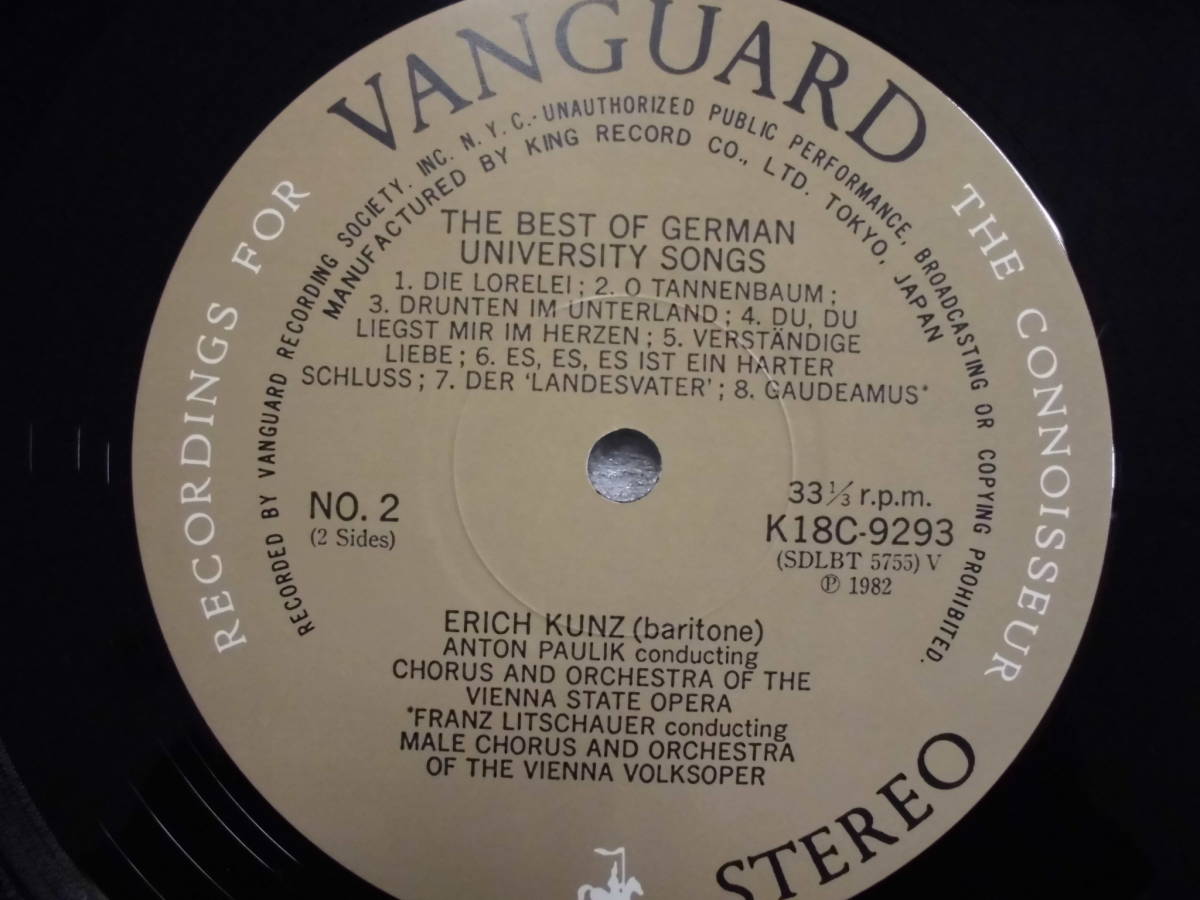 VANGUARD
RECORDINGS FOR THE CONNOISSEUR
RECORDED BY VANGUARD RECORDING SOCIETY, INC. N.Y.C.-UNAUTHORIZED PUBLIC PERFORMANCE, BROADCASTING OR COPYING PROHIBITED.
MANUFACTURED BY KING RECORD CO., LTD. TOKYO, JAPAN
THE BEST OF GERMAN
UNIVERSITY SONGS
1. DIE LORELEI; 2. O TANNENBAUM;
3. DRUNTEN IM UNTERLAND; 4. DU, DU
LIEGST MIR IM HERZEN; 5. VERSTÄNDIGE
LIEBE; 6. ES, ES, ES IST EIN HARTER
SCHLUSS; 7. DER 'LANDESVATER'; 8. GAUDEAMUS*
NO. 2
(2 Sides)
33⅓ r.p.m.
K18C-9293
(SDLBT 5755) V
Ⓟ 1982
ERICH KUNZ (baritone)
ANTON PAULIK conducting
CHORUS AND ORCHESTRA OF THE
VIENNA STATE OPERA
*FRANZ LITSCHAUER conducting
MALE CHORUS AND ORCHESTRA
OF THE VIENNA VOLKSOPER
STEREO